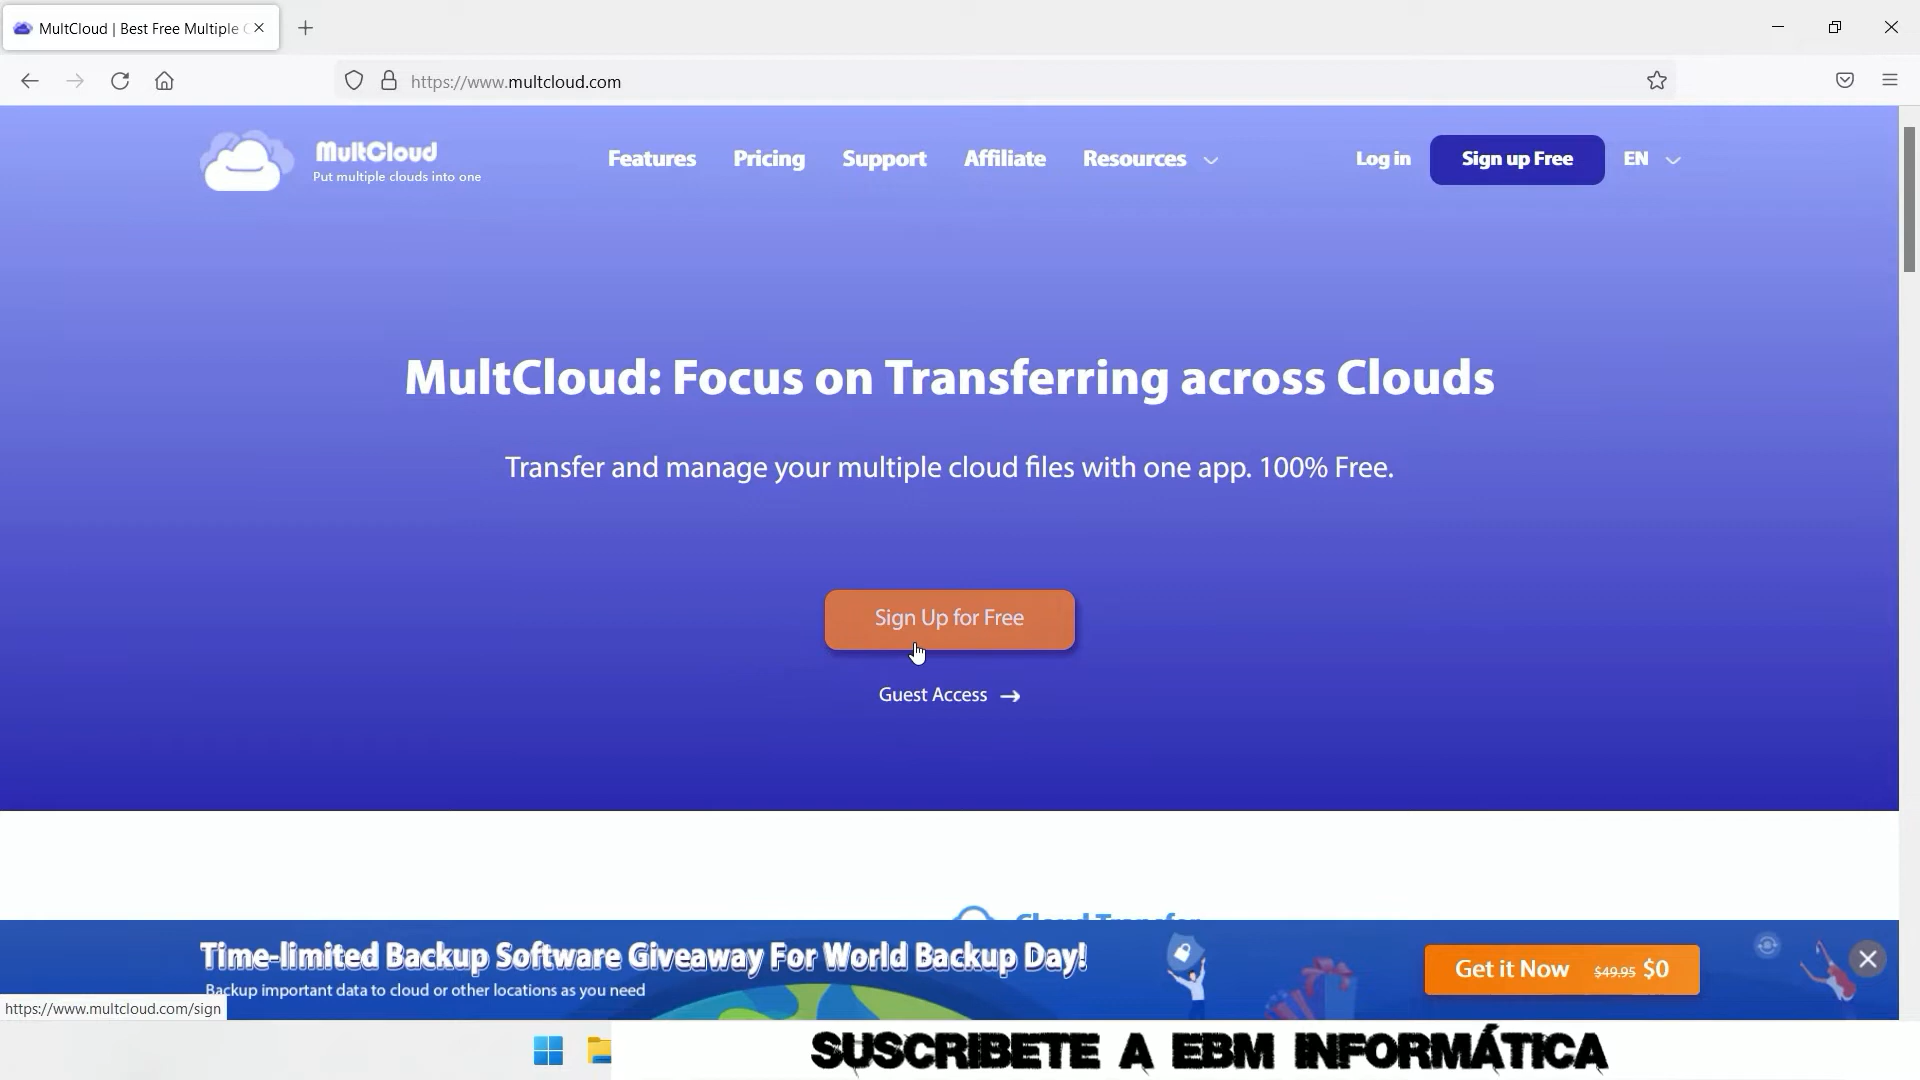 MultCloud | Best Free Multiple
https://www.multcloud.com
MultCloud
Put multiple clouds into one
Features Pricing Support Affiliate Resources
Log in Sign up Free EN
MultCloud: Focus on Transferring across Clouds
Transfer and manage your multiple cloud files with one app. 100% Free.
Sign Up for Free
Guest Access →
Cloud Transfer
Time-limited Backup Software Giveaway For World Backup Day!
Backup important data to cloud or other locations as you need
Get it Now $49.95 $0
https://www.multcloud.com/sign
SUSCRIBETE A EBM INFORMÁTICA